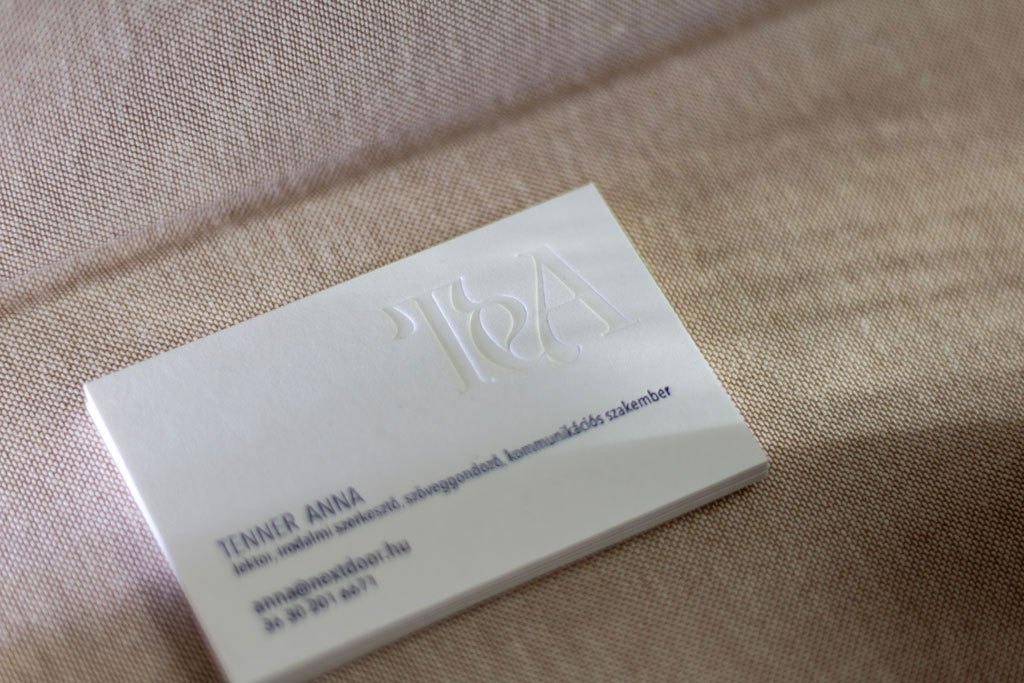 T&A
TENNER ANNA
lektor, irodalmi szerkesztő, szöveggondozó, kommunikációs szakember
anna@nextdoor.hu
36 30 201 6671